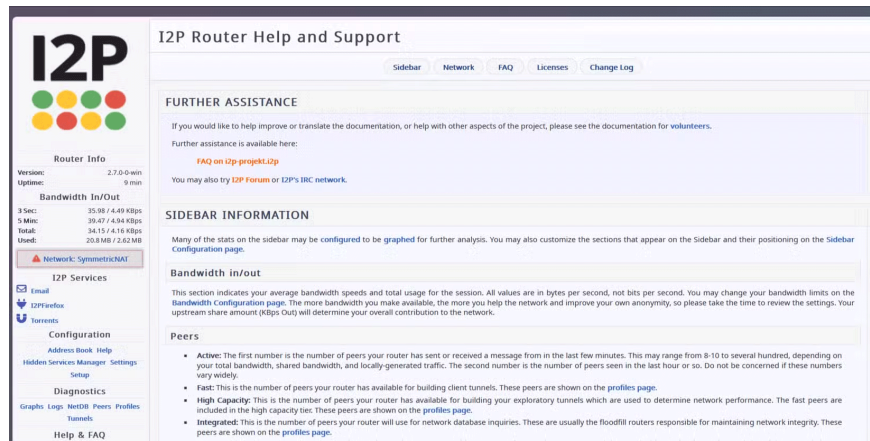 I2P
Router Info
Version: 2.7.0-0-win
Uptime: 9 min
Bandwidth In/Out
3 Sec: 35.98 / 4.49 KBps
5 Min: 39.47 / 4.94 KBps
Total: 34.15 / 4.16 KBps
Used: 20.8 MB / 2.62 MB
Network: SymmetricNAT
I2P Services
Email
I2PFirefox
Torrents
Configuration
Address Book Help
Hidden Services Manager Settings
Setup
Diagnostics
Graphs Logs NetDB Peers Profiles
Tunnels
Help & FAQ
I2P Router Help and Support
Sidebar Network FAQ Licenses Change Log
FURTHER ASSISTANCE
If you would like to help improve or translate the documentation, or help with other aspects of the project, please see the documentation for volunteers.
Further assistance is available here:
FAQ on i2p-projekt.i2p
You may also try I2P Forum or I2P's IRC network.
SIDEBAR INFORMATION
Many of the stats on the sidebar may be configured to be graphed for further analysis. You may also customize the sections that appear on the Sidebar and their positioning on the Sidebar
Configuration page.
Bandwidth in/out
This section indicates your average bandwidth speeds and total usage for the session. All values are in bytes per second, not bits per second. You may change your bandwidth limits on the
Bandwidth Configuration page. The more bandwidth you make available, the more you help the network and improve your own anonymity, so please take the time to review the settings. Your
upstream share amount (KBps Out) will determine your overall contribution to the network.
Peers
• Active: The first number is the number of peers your router has sent or received a message from in the last few minutes. This may range from 8-10 to several hundred, depending on
your total bandwidth, shared bandwidth, and locally-generated traffic. The second number is the number of peers seen in the last hour or so. Do not be concerned if these numbers
vary widely.
• Fast: This is the number of peers your router has available for building client tunnels. These peers are shown on the profiles page.
• High Capacity: This is the number of peers your router has available for building your exploratory tunnels which are used to determine network performance. The fast peers are
included in the high capacity tier. These peers are shown on the profiles page.
• Integrated: This is the number of peers your router will use for network database inquiries. These are usually the floodfill routers responsible for maintaining network integrity. These
peers are shown on the profiles page.